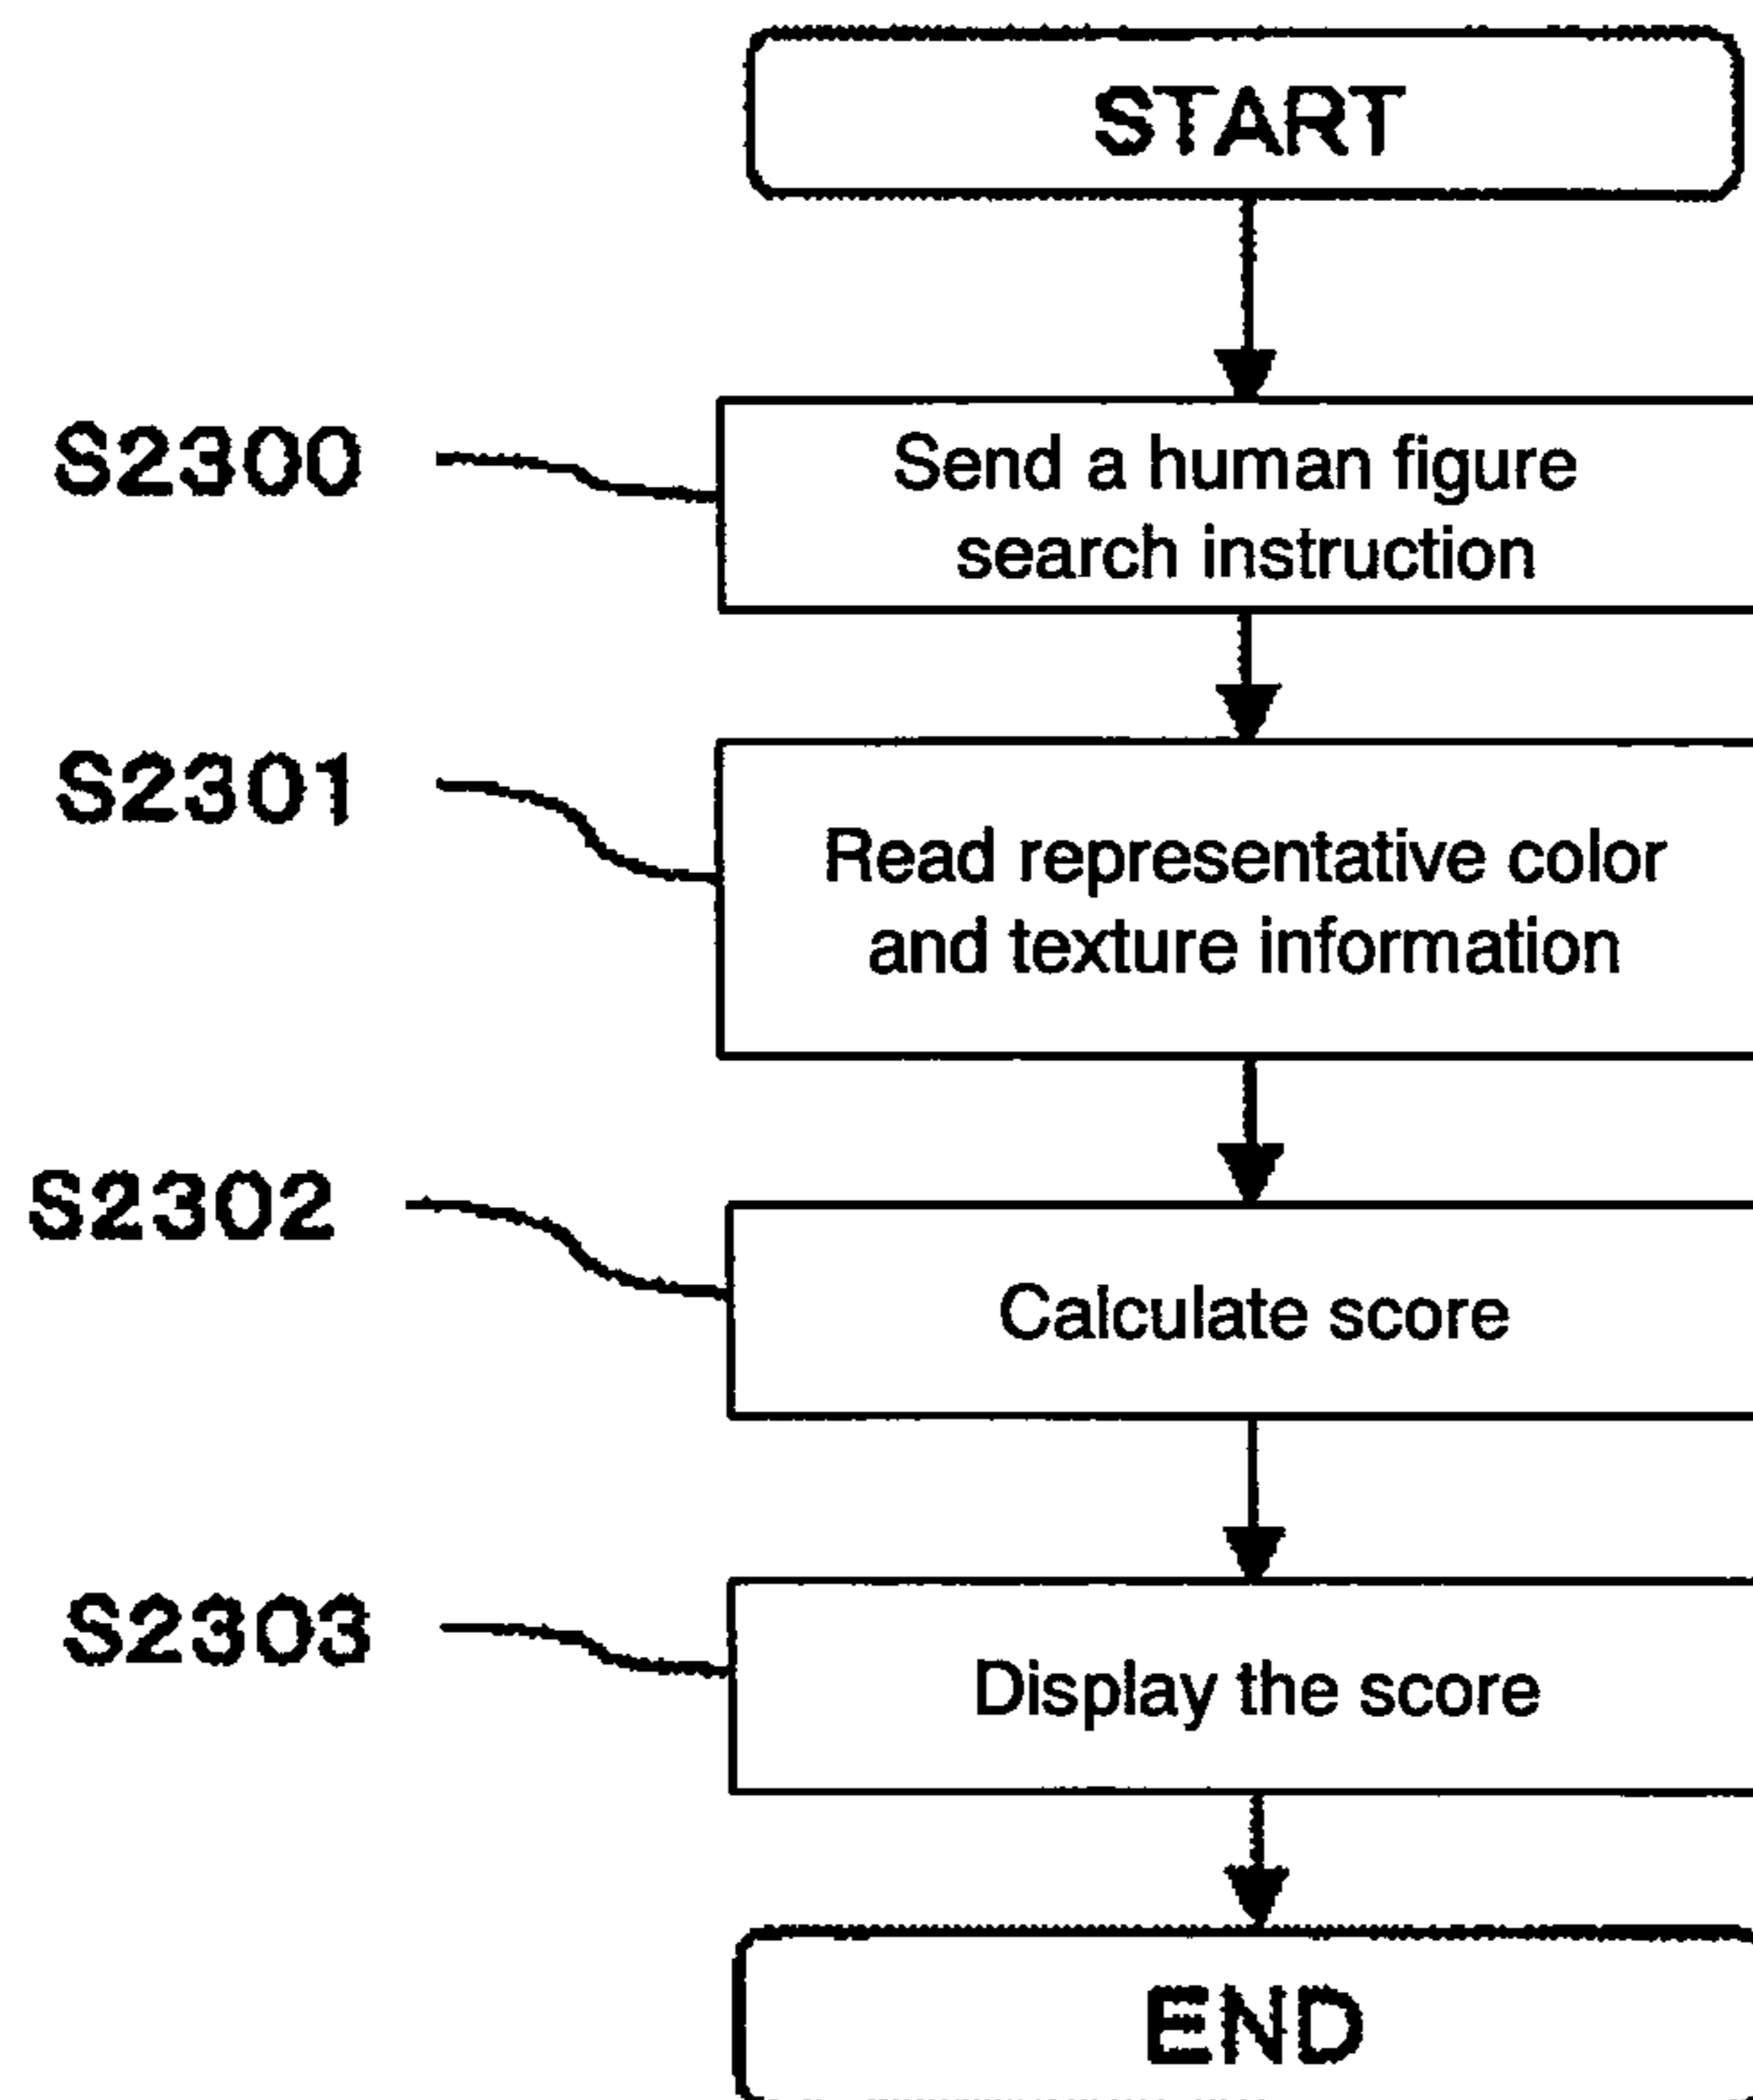 START
S2300
Send a human figure
search instruction
S2301
Read representative color
and texture information
S2302
Calculate score
S2303
Display the score
END